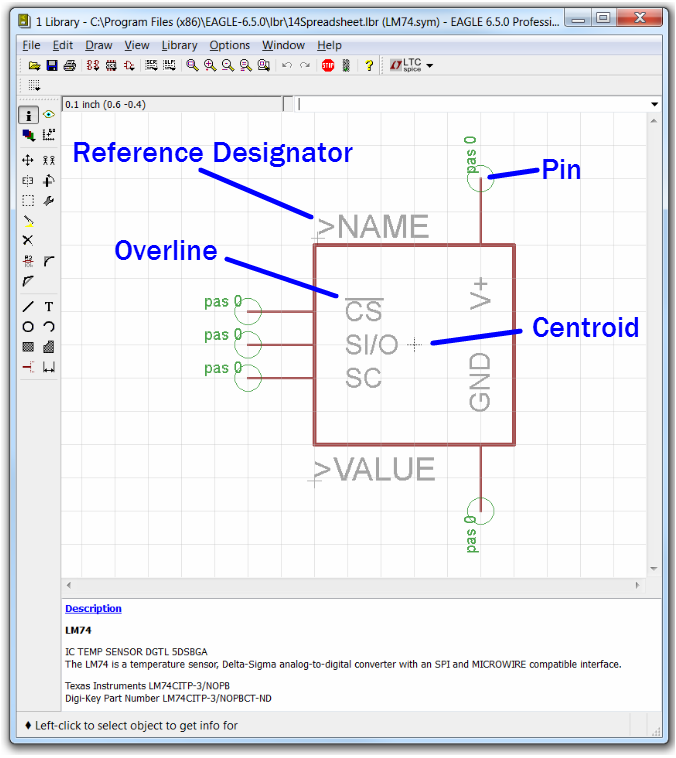 1 Library - C:\Program Files (x86)\EAGLE-6.5.0\lbr\14Spreadsheet.lbr (LM74.sym) - EAGLE 6.5.0 Professi...
File Edit Draw View Library Options Window Help
STOP ? LTC spice
0.1 inch (0.6 -0.4)
i
T
pas 0
Reference Designator
Pin
>NAME
Overline
pas 0 CS V+
pas 0 SI/O Centroid
pas 0 SC GND
>VALUE
pas 0
Description
LM74
IC TEMP SENSOR DGTL 5DSBGA
The LM74 is a temperature sensor, Delta-Sigma analog-to-digital converter with an SPI and MICROWIRE compatible interface.
Texas Instruments LM74CITP-3/NOPB
Digi-Key Part Number LM74CITP-3/NOPBCT-ND
Left-click to select object to get info for